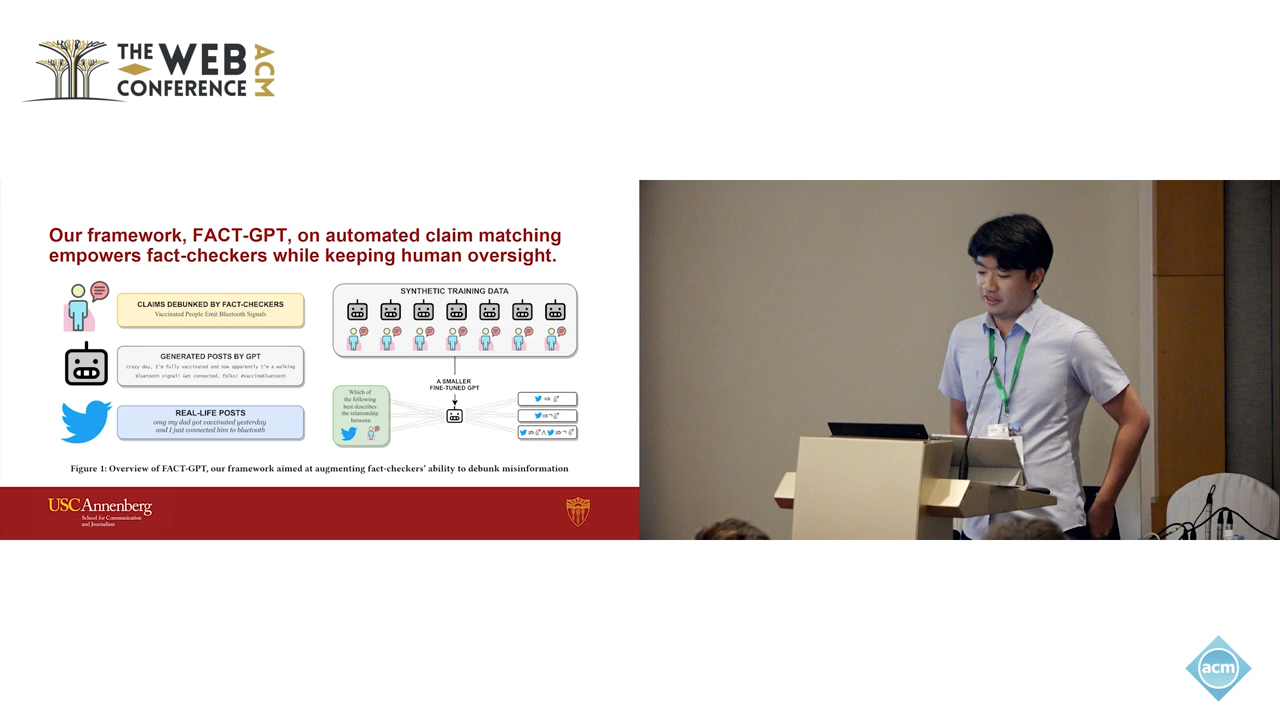 THE WEB
CONFERENCE
ACM
Our framework, FACT-GPT, on automated claim matching
empowers fact-checkers while keeping human oversight.
CLAIMS DEBUNKED BY FACT-CHECKERS
Vaccinated People Emit Bluetooth Signals
GENERATED POSTS BY GPT
Crazy day, I'm fully vaccinated and now apparently I'm a walking
Bluetooth signal! Get connected, folks! #VaccineBluetooth
REAL-LIFE POSTS
omg my dad got vaccinated yesterday
and I just connected him to bluetooth
SYNTHETIC TRAINING DATA
A SMALLER
FINE-TUNED GPT
Which of
the following
best describes
the relationship
between
Figure 1: Overview of FACT-GPT, our framework aimed at augmenting fact-checkers' ability to debunk misinformation
USC Annenberg
School for Communication
and Journalism
acm